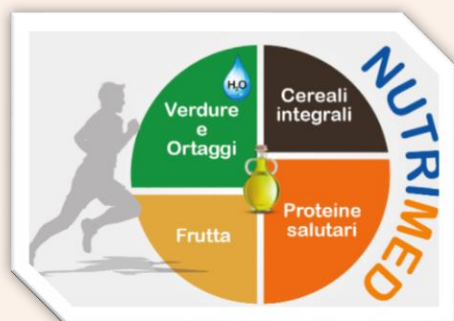 H₂O
Verdure
e
Ortaggi
Cereali
integrali
Frutta
Proteine
salutari
NUTRIMED